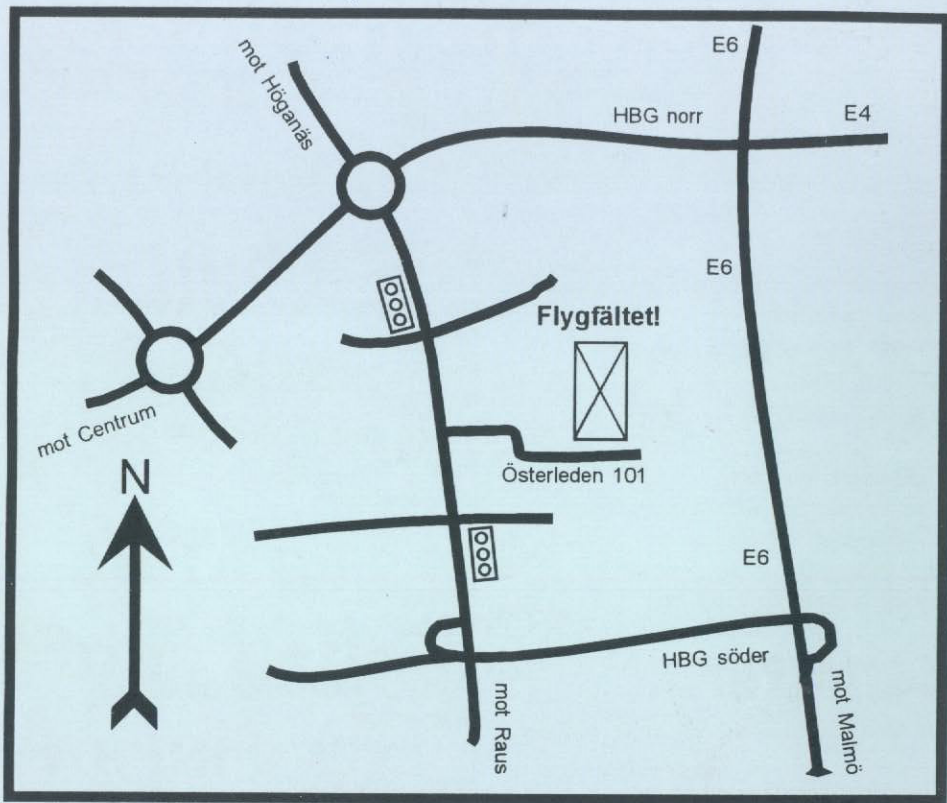 E6
mot Höganäs
HBG norr
E4
E6
Flygfältet!
mot Centrum
N
Österleden 101
E6
HBG söder
mot Raus
mot Malmö